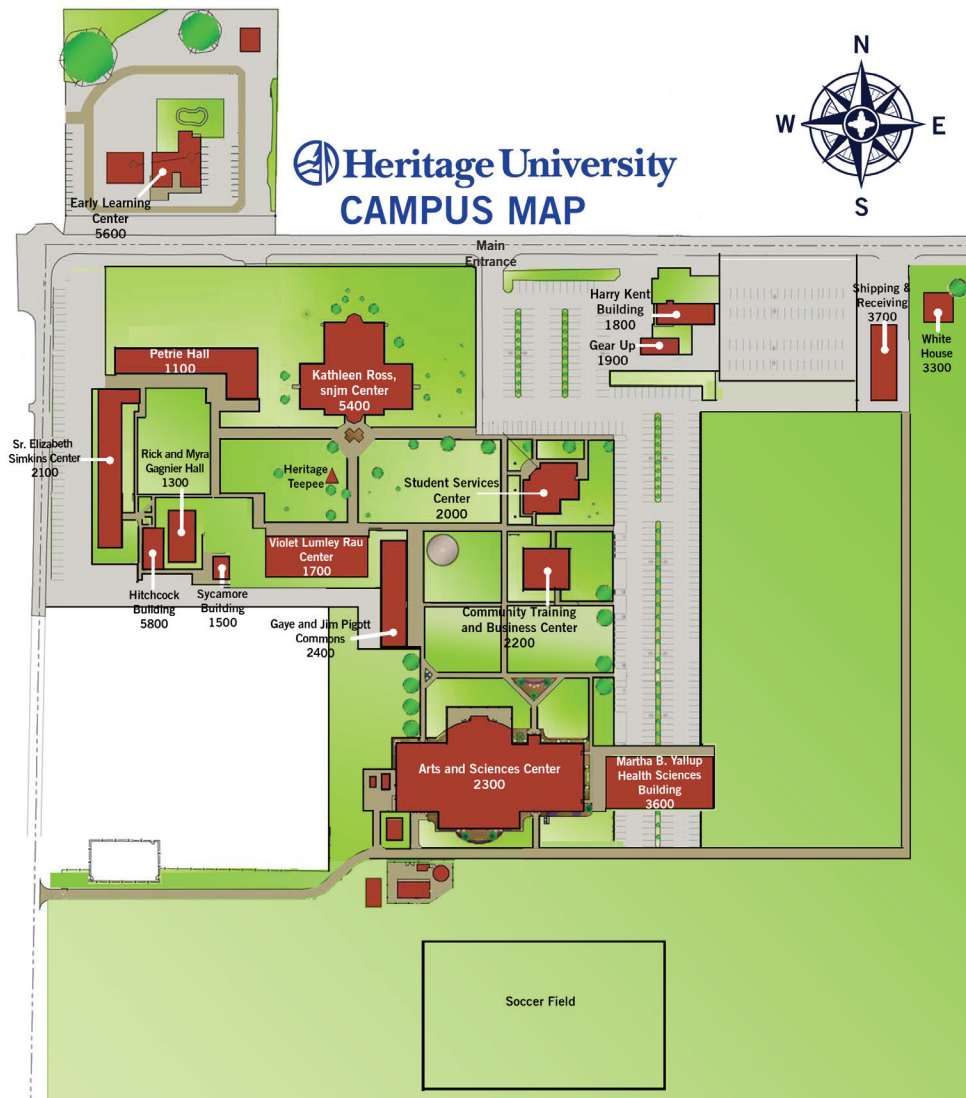 N
W
E
S
Heritage University
CAMPUS MAP
Early Learning
Center
5600
Main
Entrance
Harry Kent
Building
1800
Gear Up
1900
Shipping &
Receiving
3700
White
House
3300
Petrie Hall
1100
Kathleen Ross,
snjm Center
5400
Sr. Elizabeth
Simkins Center
2100
Rick and Myra
Gagnier Hall
1300
Heritage
Teepee
Student Services
Center
2000
Violet Lumley Rau
Center
1700
Hitchcock
Building
5800
Sycamore
Building
1500
Gaye and Jim Pigott
Commons
2400
Community Training
and Business Center
2200
Arts and Sciences Center
2300
Martha B. Yallup
Health Sciences
Building
3600
Soccer Field